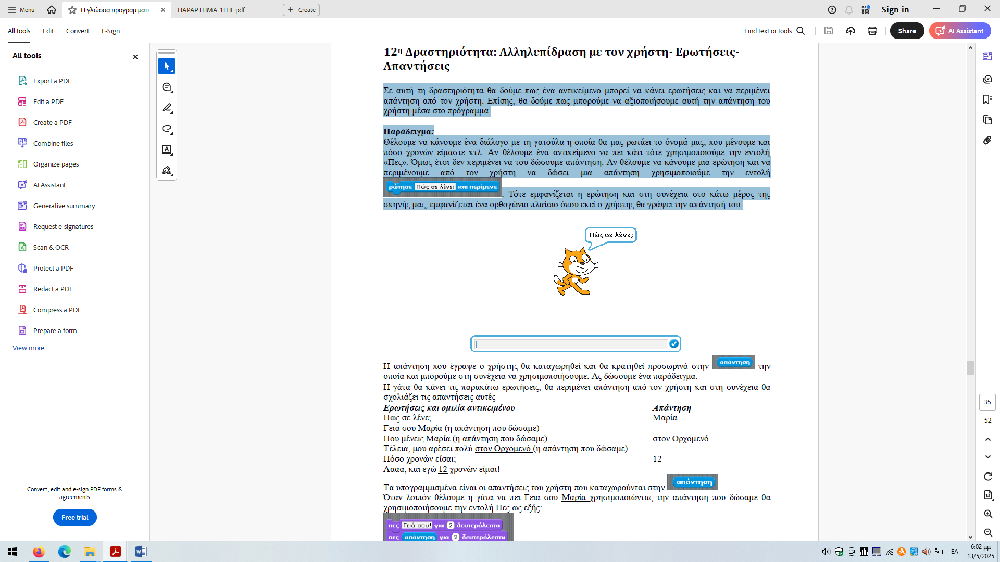 Menu
Η γλώσσα προγραμματι...
ΠΑΡΑΡΤΗΜΑ 1ΤΠΕ.pdf
Create
Sign in
All tools
Edit
Convert
E-Sign
Find text or tools
Share
AI Assistant
All tools
Export a PDF
Edit a PDF
Create a PDF
Combine files
Organize pages
AI Assistant
Generative summary
Request e-signatures
Scan & OCR
Protect a PDF
Redact a PDF
Compress a PDF
Prepare a form
View more
Convert, edit and e-sign PDF forms &
agreements
Free trial
12η Δραστηριότητα: Αλληλεπίδραση με τον χρήστη- Ερωτήσεις-
Απαντήσεις
Σε αυτή τη δραστηριότητα θα δούμε πως ένα αντικείμενο μπορεί να κάνει ερωτήσεις και να περιμένει
απάντηση από τον χρήστη. Επίσης, θα δούμε πως μπορούμε να αξιοποιήσουμε αυτή την απάντηση του
χρήστη μέσα στο πρόγραμμα.
Παράδειγμα:
Θέλουμε να κάνουμε ένα διάλογο με τη γατούλα η οποία θα μας ρωτάει το όνομά μας, που μένουμε και
πόσο χρονών είμαστε κτλ. Αν θέλουμε ένα αντικείμενο να πει κάτι τότε χρησιμοποιούμε την εντολή
«Πες». Όμως έτσι δεν περιμένει να του δώσουμε απάντηση. Αν θέλουμε να κάνουμε μια ερώτηση και να
περιμένουμε από τον χρήστη να δώσει μια απάντηση χρησιμοποιούμε την εντολή
ρώτησε Πώς σε λένε; και περίμενε . Τότε εμφανίζεται η ερώτηση και στη συνέχεια στο κάτω μέρος της
σκηνής μας, εμφανίζεται ένα ορθογώνιο πλαίσιο όπου εκεί ο χρήστης θα γράψει την απάντησή του.
Πώς σε λένε;
Η απάντηση που έγραψε ο χρήστης θα καταχωρηθεί και θα κρατηθεί προσωρινά στην απάντηση την
οποία και μπορούμε στη συνέχεια να χρησιμοποιήσουμε. Ας δώσουμε ένα παράδειγμα.
Η γάτα θα κάνει τις παρακάτω ερωτήσεις, θα περιμένει απάντηση από τον χρήστη και στη συνέχεια θα
σχολιάζει τις απαντήσεις αυτές
Ερωτήσεις και ομιλία αντικειμένου Απάντηση
Πως σε λένε; Μαρία
Γεια σου Μαρία (η απάντηση που δώσαμε)
Που μένεις Μαρία (η απάντηση που δώσαμε) στον Ορχομενό
Τέλεια, μου αρέσει πολύ στον Ορχομενό (η απάντηση που δώσαμε)
Πόσο χρονών είσαι; 12
Αααα, και εγώ 12 χρονών είμαι!
Τα υπογραμμισμένα είναι οι απαντήσεις του χρήστη που καταχωρούνται στην απάντηση .
Όταν λοιπόν θέλουμε η γάτα να πει Γεια σου Μαρία χρησιμοποιώντας την απάντηση που δώσαμε θα
χρησιμοποιήσουμε την εντολή Πες ως εξής:
πες Γειά σου! για 2 δευτερόλεπτα
πες απάντηση για 2 δευτερόλεπτα
35
52
ΕΛ
6:02 μμ
13/5/2025